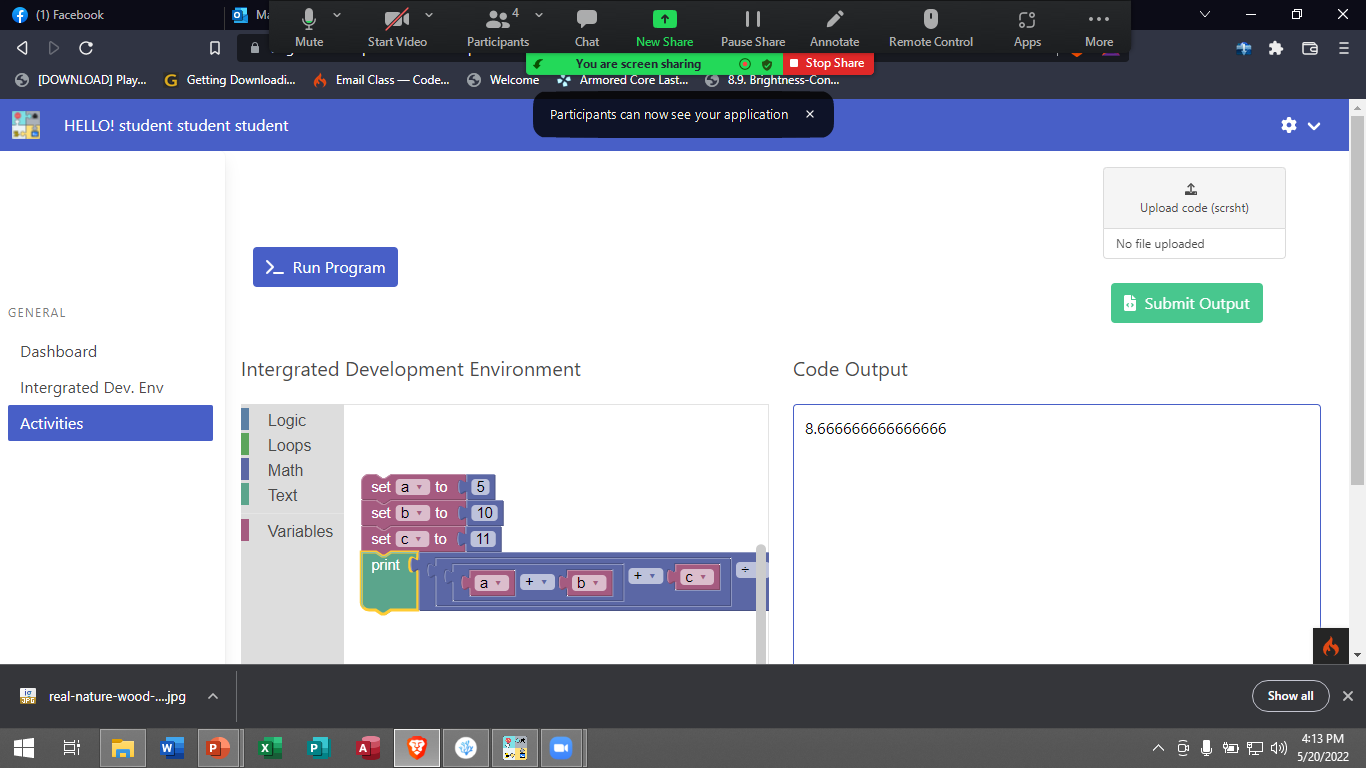 (1) Facebook
Ma
Mute
Start Video
4
Participants
Chat
New Share
Pause Share
Annotate
Remote Control
Apps
More
You are screen sharing
Stop Share
[DOWNLOAD] Play...
Getting Downloadi...
Email Class — Code...
Welcome
Armored Core Last...
8.9. Brightness-Con...
Participants can now see your application
HELLO! student student student
Upload code (scrsht)
No file uploaded
Run Program
Submit Output
GENERAL
Dashboard
Intergrated Dev. Env
Activities
Intergrated Development Environment
Code Output
Logic
Loops
Math
Text
Variables
set a to 5
set b to 10
set c to 11
print a + b + c ÷
8.666666666666666
real-nature-wood-....jpg
Show all
4:13 PM
5/20/2022